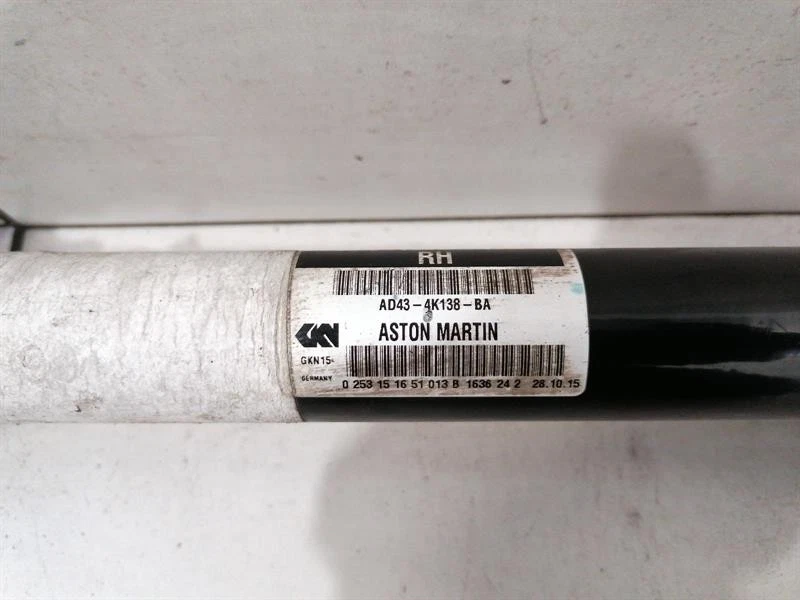 RH
AD43-4K138-BA
GKN
ASTON MARTIN
GKN15
GERMANY
0 253 15 16 51 013 B 1636 24 2 28.10.15